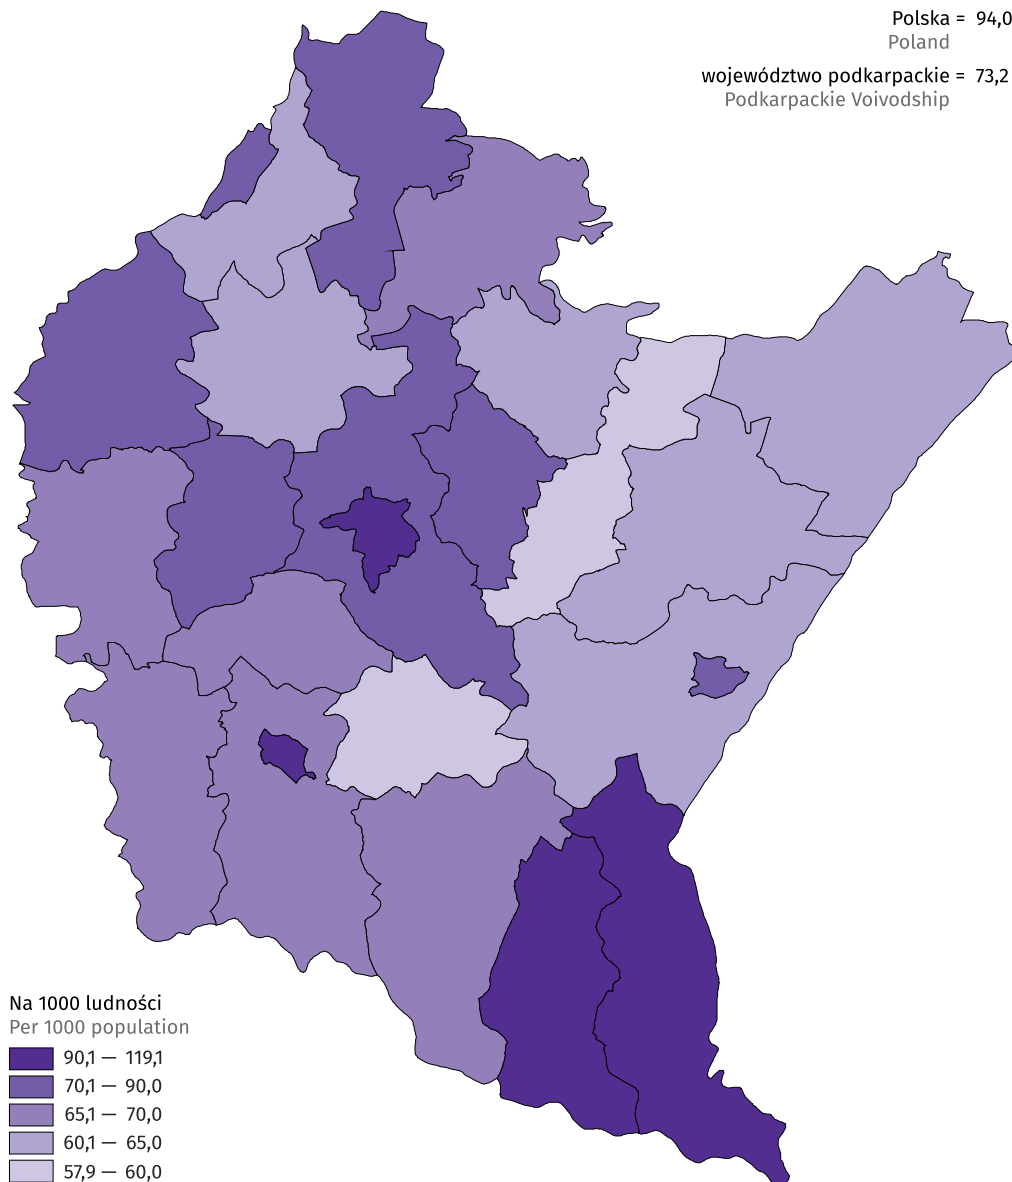 Polska = 94,0
Poland
województwo podkarpackie = 73,2
Podkarpackie Voivodship
Na 1000 ludności
Per 1000 population
90,1 — 119,1
70,1 — 90,0
65,1 — 70,0
60,1 — 65,0
57,9 — 60,0